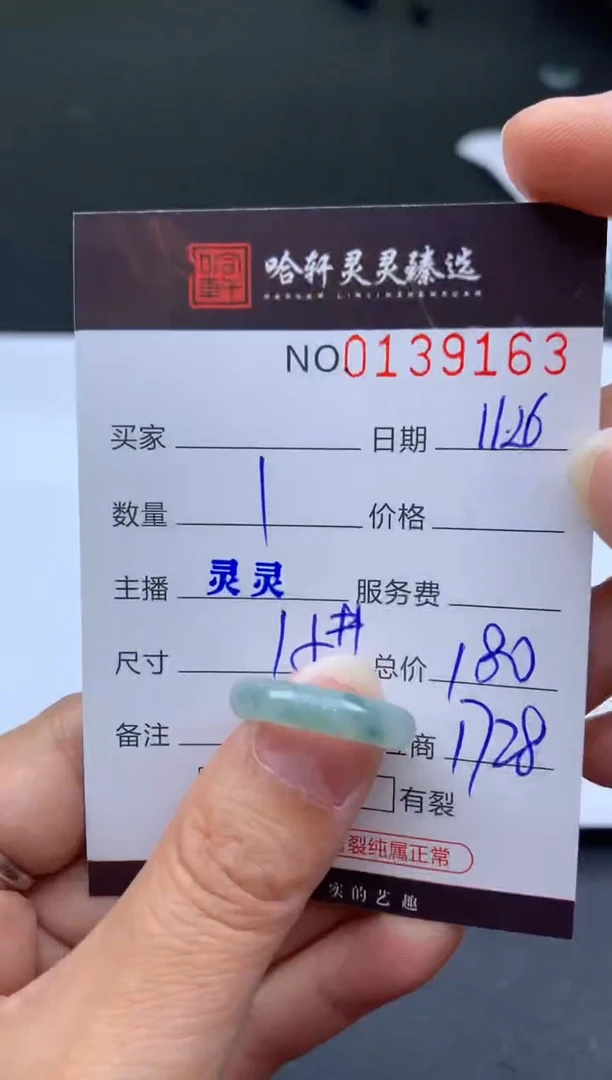 哈轩灵灵臻选
NO.0139163
买家 日期 11.26
数量 1 价格
主播 灵灵 服务费
尺寸 总价 180
备注 商 1728
有裂
裂纯属正常
实的艺趣